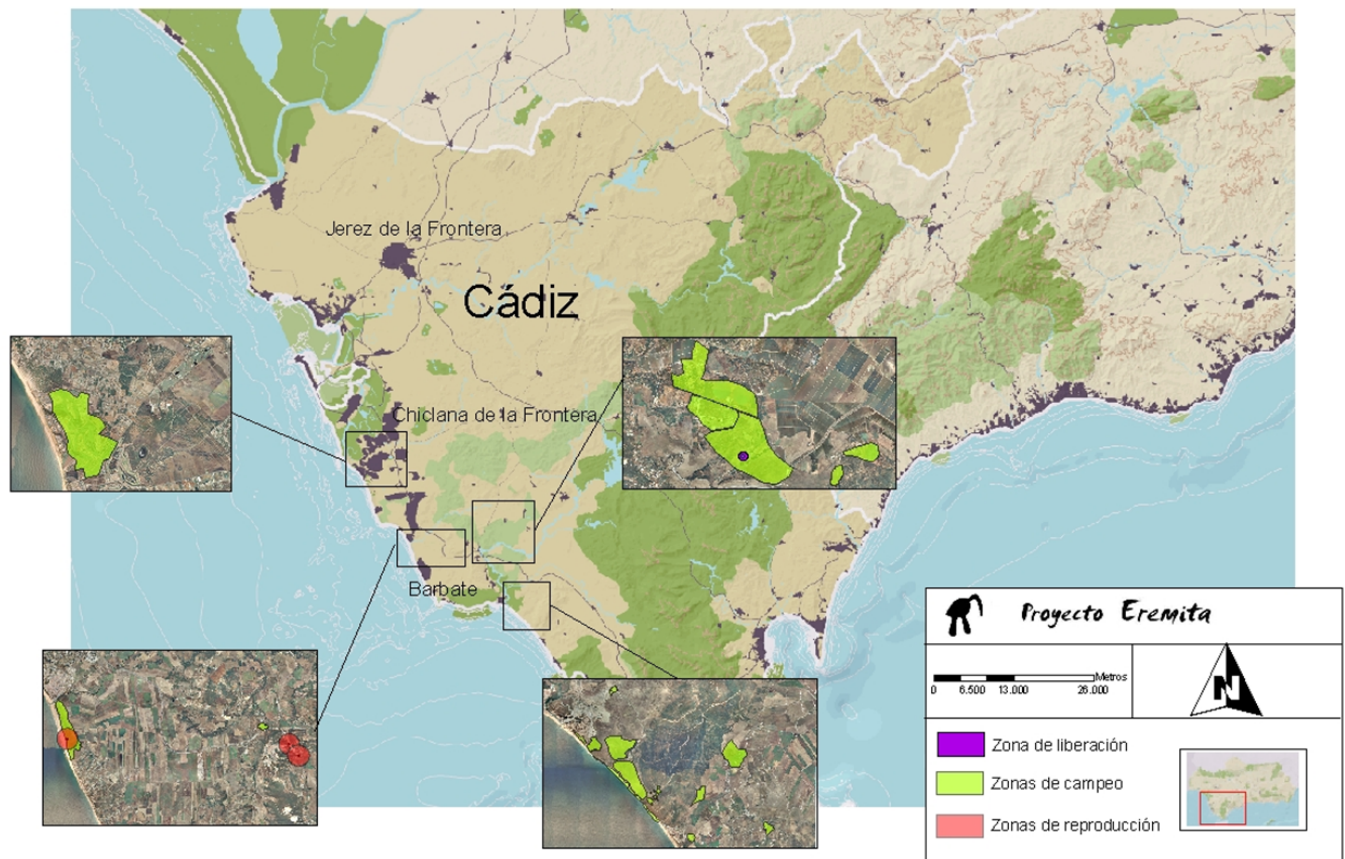 Jerez de la Frontera
Cádiz
Chiclana de la Frontera
Barbate
Proyecto Eremita
Metros
0 6.500 13.000 26.000
N
Zona de liberación
Zonas de campeo
Zonas de reproducción